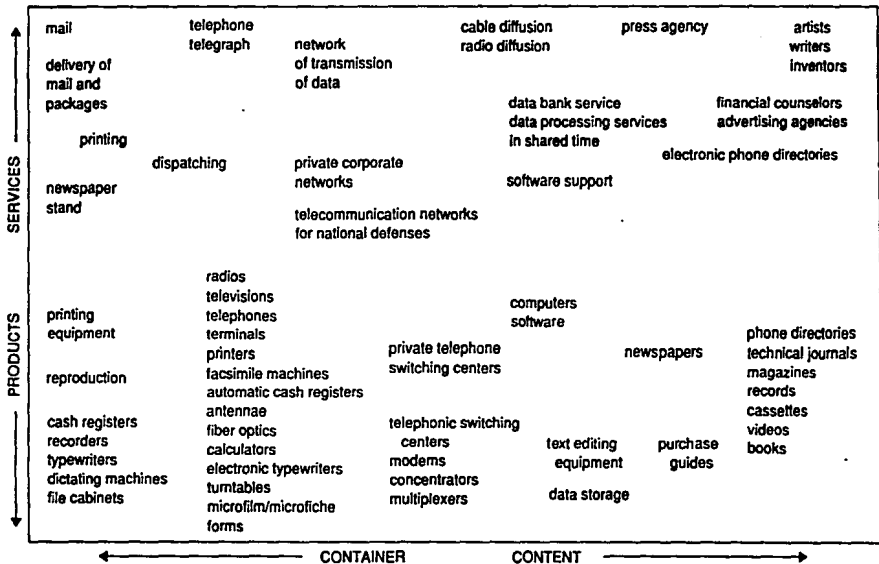 mail
delivery of
mail and
packages
printing
newspaper
stand
telephone
telegraph
dispatching
network
of transmission
of data
private corporate
networks
telecommunication networks
for national defenses
cable diffusion
radio diffusion
press agency
artists
writers
inventors
data bank service
data processing services
in shared time
software support
financial counselors
advertising agencies
electronic phone directories
SERVICES
PRODUCTS
printing
equipment
reproduction
cash registers
recorders
typewriters
dictating machines
file cabinets
radios
televisions
telephones
terminals
printers
facsimile machines
automatic cash registers
antennae
fiber optics
calculators
electronic typewriters
turntables
microfilm/microfiche
forms
private telephone
switching centers
telephonic switching
centers
modems
concentrators
multiplexers
computers
software
text editing
equipment
data storage
newspapers
purchase
guides
phone directories
technical journals
magazines
records
cassettes
videos
books
CONTAINER
CONTENT